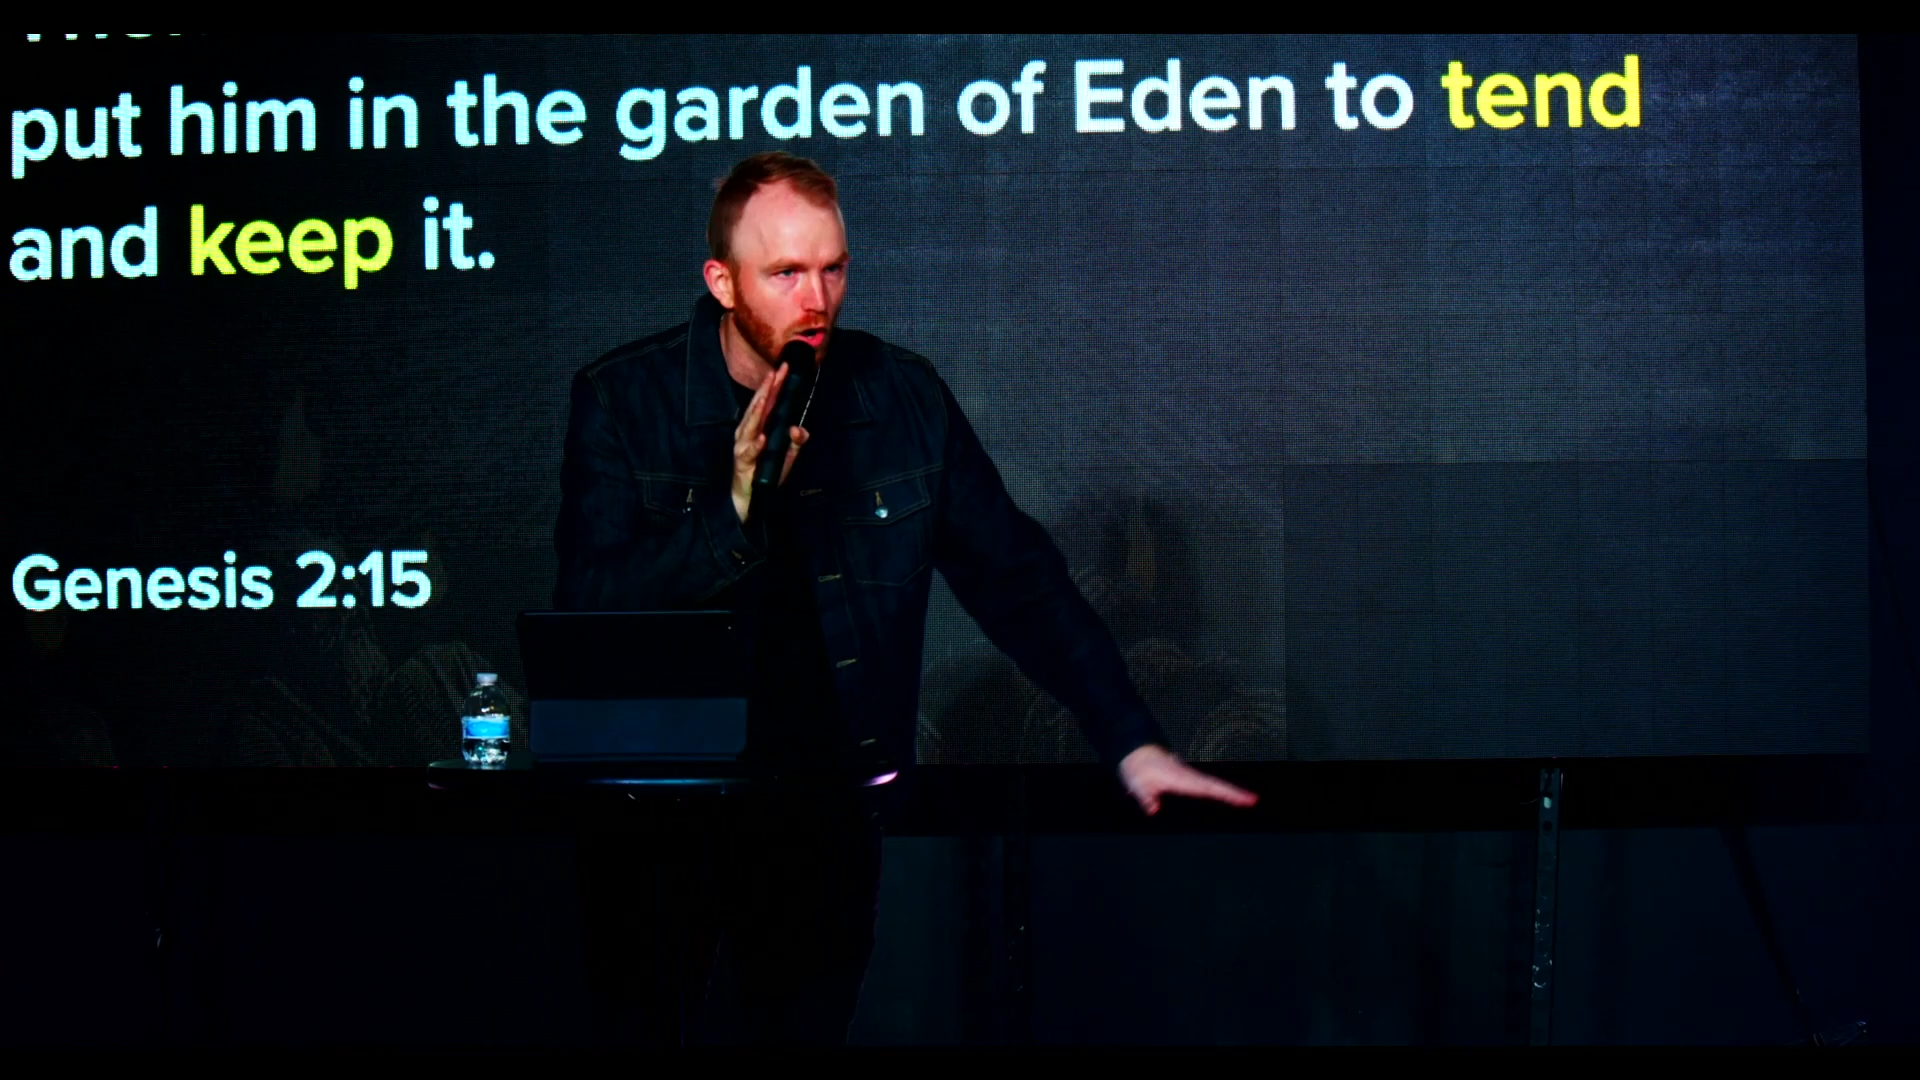 put him in the garden of Eden to tend
and keep it.
Genesis 2:15